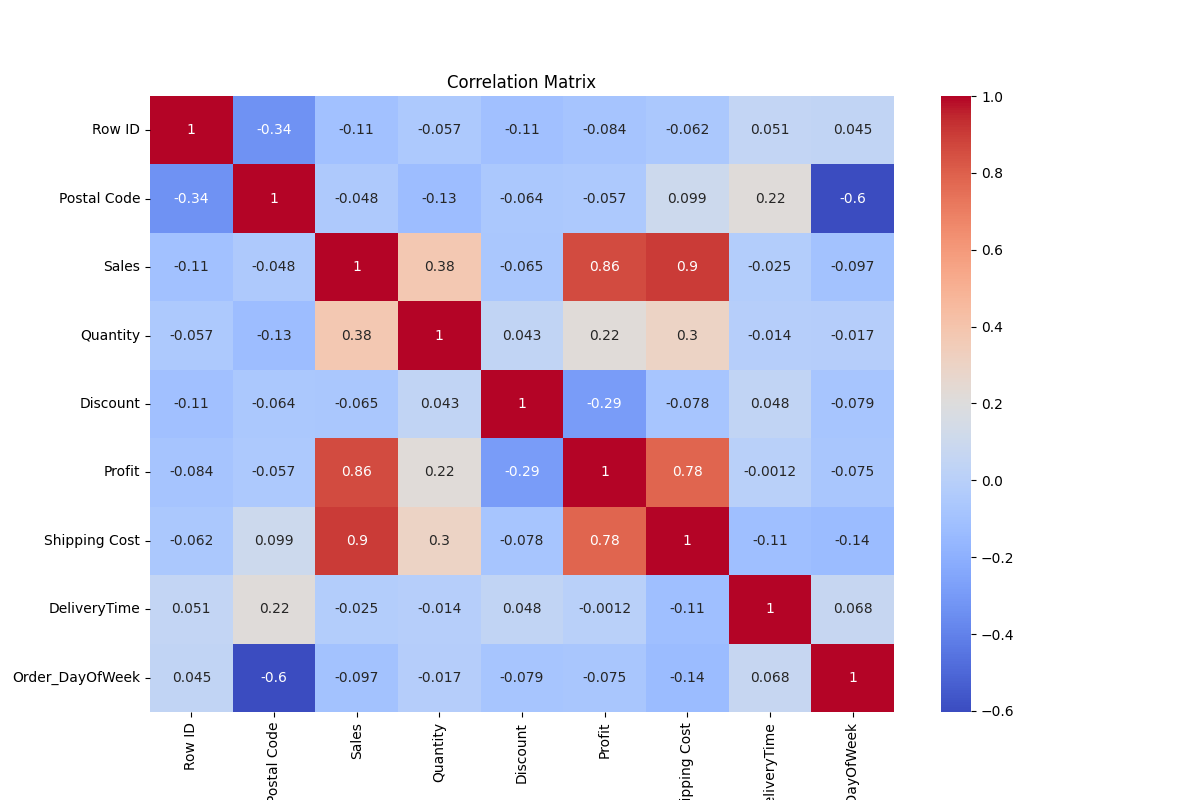 Correlation Matrix
Row ID 1 -0.34 -0.11 -0.057 -0.11 -0.084 -0.062 0.051 0.045
Postal Code -0.34 1 -0.048 -0.13 -0.064 -0.057 0.099 0.22 -0.6
Sales -0.11 -0.048 1 0.38 -0.065 0.86 0.9 -0.025 -0.097
Quantity -0.057 -0.13 0.38 1 0.043 0.22 0.3 -0.014 -0.017
Discount -0.11 -0.064 -0.065 0.043 1 -0.29 -0.078 0.048 -0.079
Profit -0.084 -0.057 0.86 0.22 -0.29 1 0.78 -0.0012 -0.075
Shipping Cost -0.062 0.099 0.9 0.3 -0.078 0.78 1 -0.11 -0.14
DeliveryTime 0.051 0.22 -0.025 -0.014 0.048 -0.0012 -0.11 1 0.068
Order_DayOfWeek 0.045 -0.6 -0.097 -0.017 -0.079 -0.075 -0.14 0.068 1
Row ID
Postal Code
Sales
Quantity
Discount
Profit
ipping Cost
eliveryTime
DayOfWeek
1.0
0.8
0.6
0.4
0.2
0.0
−0.2
−0.4
−0.6